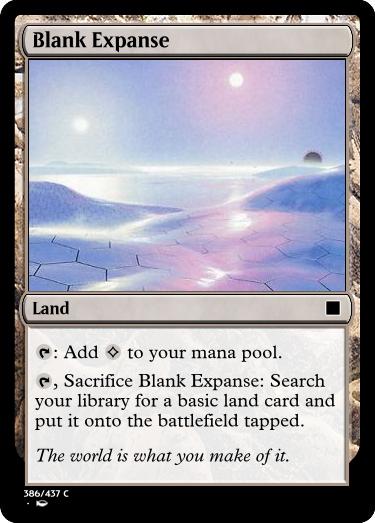 Blank Expanse
Land
: Add to your mana pool.
, Sacrifice Blank Expanse: Search
your library for a basic land card and
put it onto the battlefield tapped.
The world is what you make of it.
386/437 C